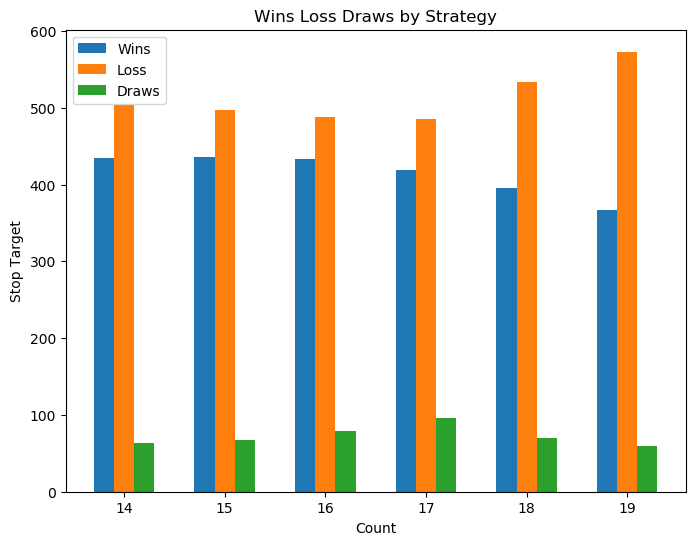 Wins Loss Draws by Strategy
Wins
Loss
Draws
600
500
400
300
200
100
0
Stop Target
14 15 16 17 18 19
Count